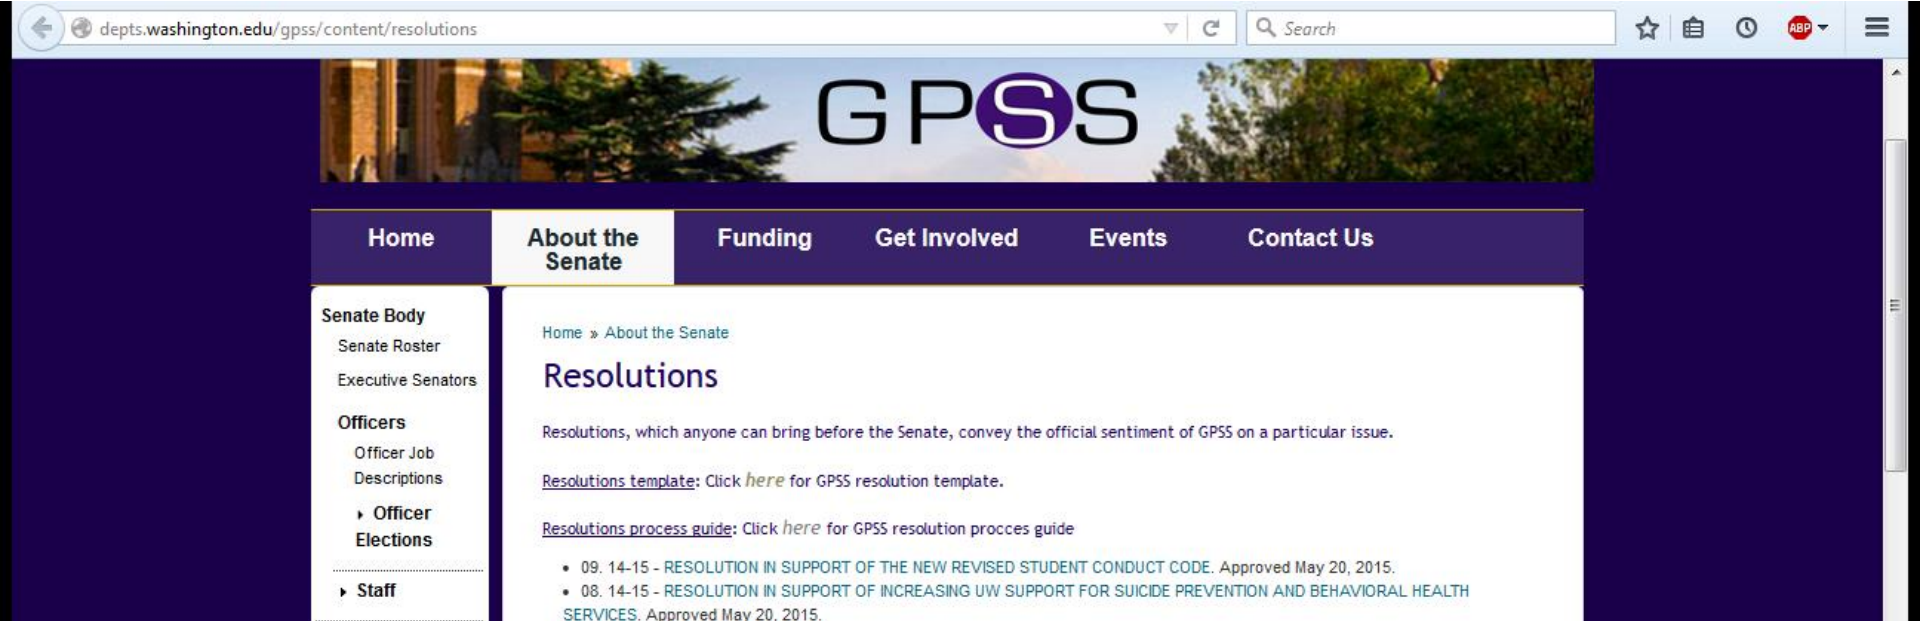 depts.washington.edu/gpss/content/resolutions
Search
ABP
GPSS
Home
About the
Senate
Funding
Get Involved
Events
Contact Us
Senate Body
Senate Roster
Executive Senators
Officers
Officer Job
Descriptions
Officer
Elections
Staff
Home » About the Senate
Resolutions
Resolutions, which anyone can bring before the Senate, convey the official sentiment of GPSS on a particular issue.
Resolutions template: Click here for GPSS resolution template.
Resolutions process guide: Click here for GPSS resolution procces guide
• 09. 14-15 - RESOLUTION IN SUPPORT OF THE NEW REVISED STUDENT CONDUCT CODE. Approved May 20, 2015.
• 08. 14-15 - RESOLUTION IN SUPPORT OF INCREASING UW SUPPORT FOR SUICIDE PREVENTION AND BEHAVIORAL HEALTH
SERVICES. Approved May 20, 2015.